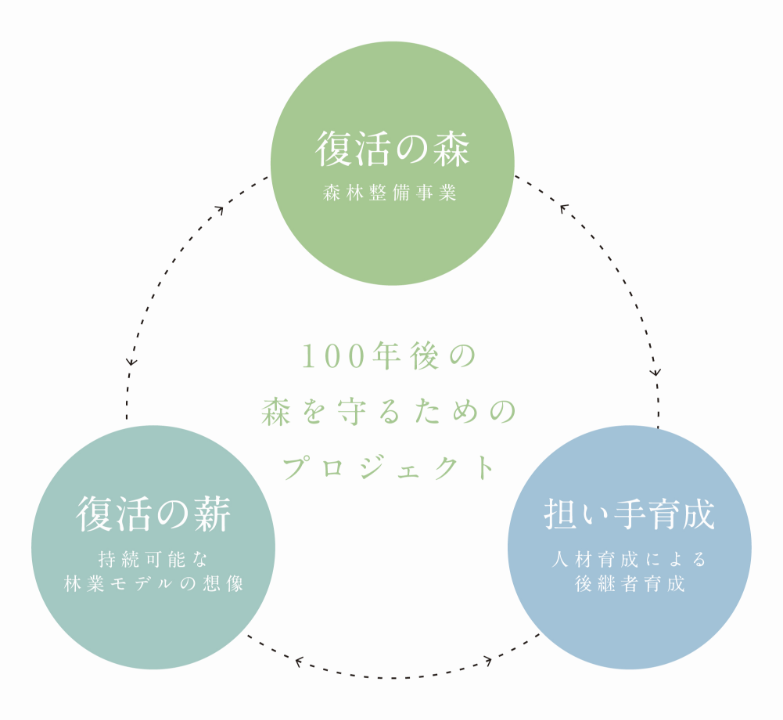 復活の森
森林整備事業
100年後の
森を守るための
プロジェクト
復活の薪
持続可能な
林業モデルの想像
担い手育成
人材育成による
後継者育成